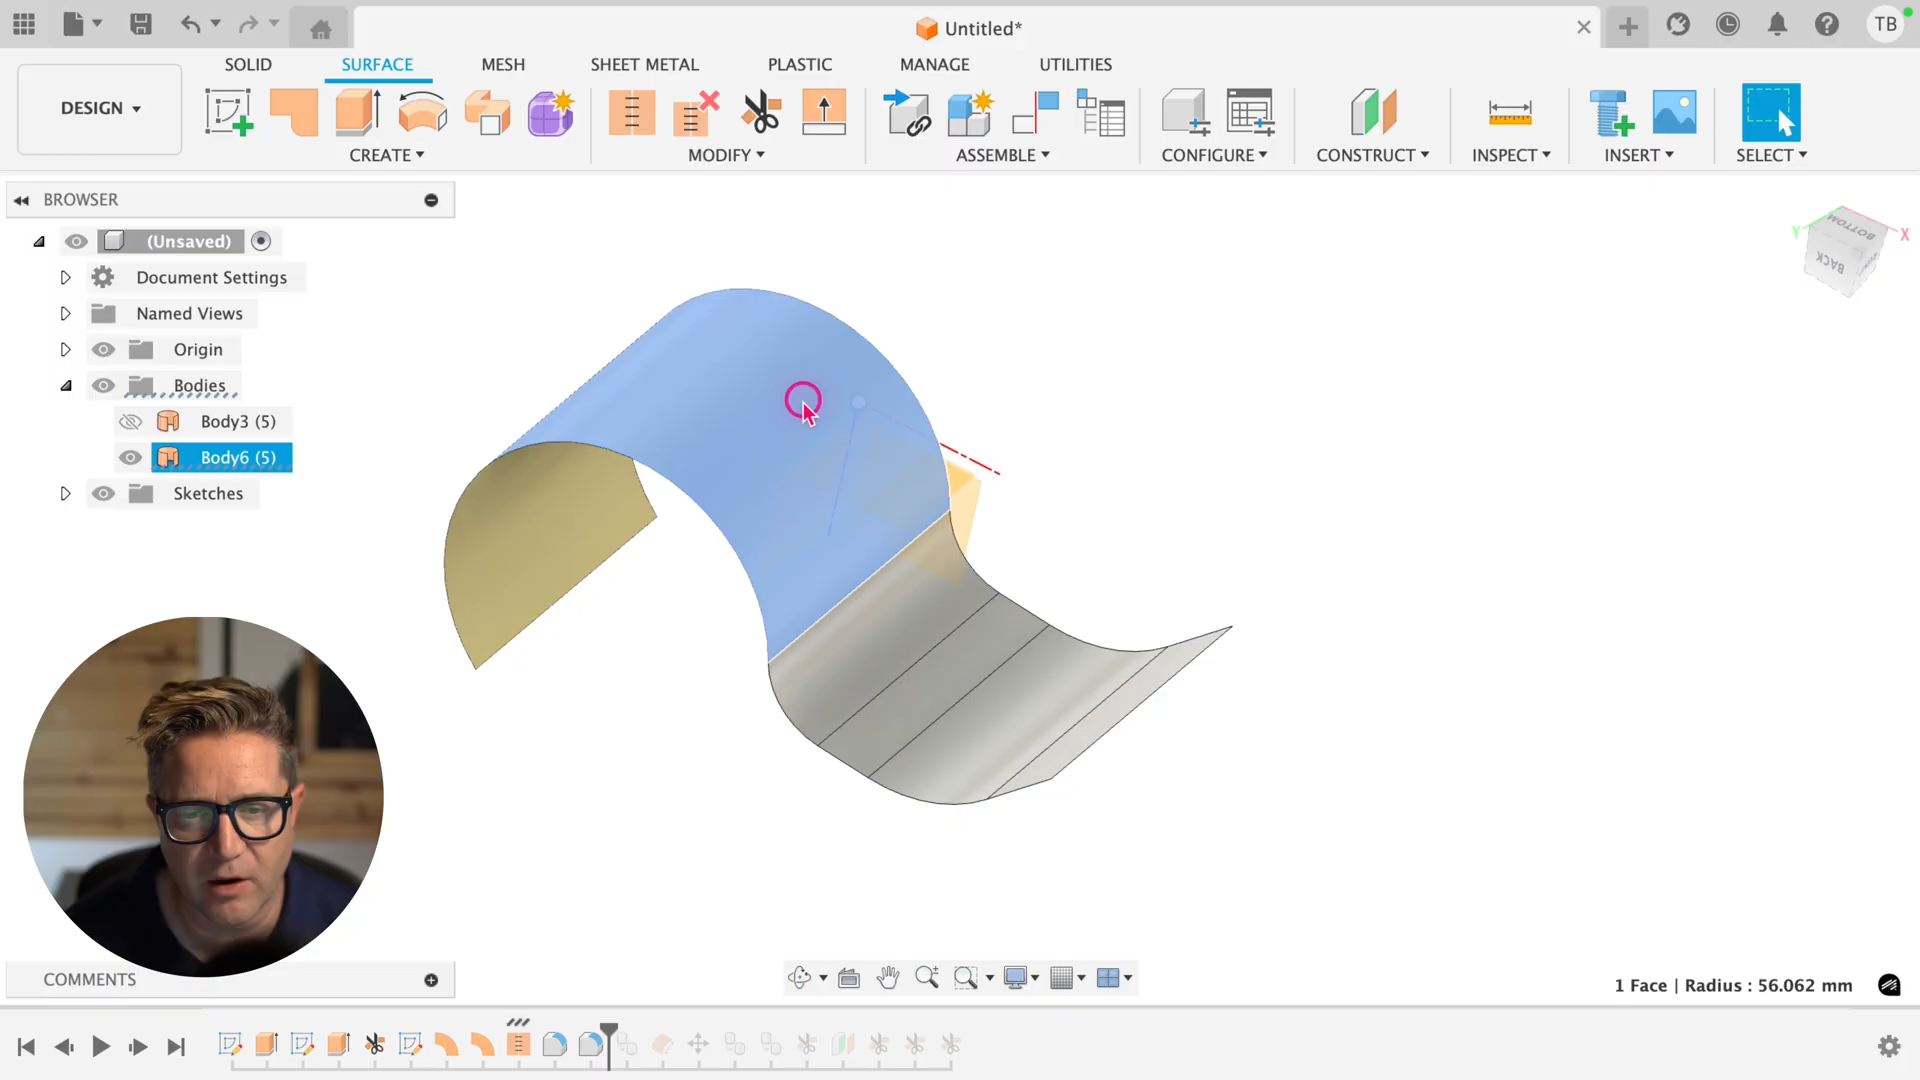 Untitled*
TB
DESIGN
SOLID
SURFACE
MESH
SHEET METAL
PLASTIC
MANAGE
UTILITIES
CREATE
MODIFY
ASSEMBLE
CONFIGURE
CONSTRUCT
INSPECT
INSERT
SELECT
BROWSER
(Unsaved)
Document Settings
Named Views
Origin
Bodies
Body3 (5)
Body6 (5)
Sketches
BOTTOM
BACK
Y
X
COMMENTS
1 Face | Radius : 56.062 mm